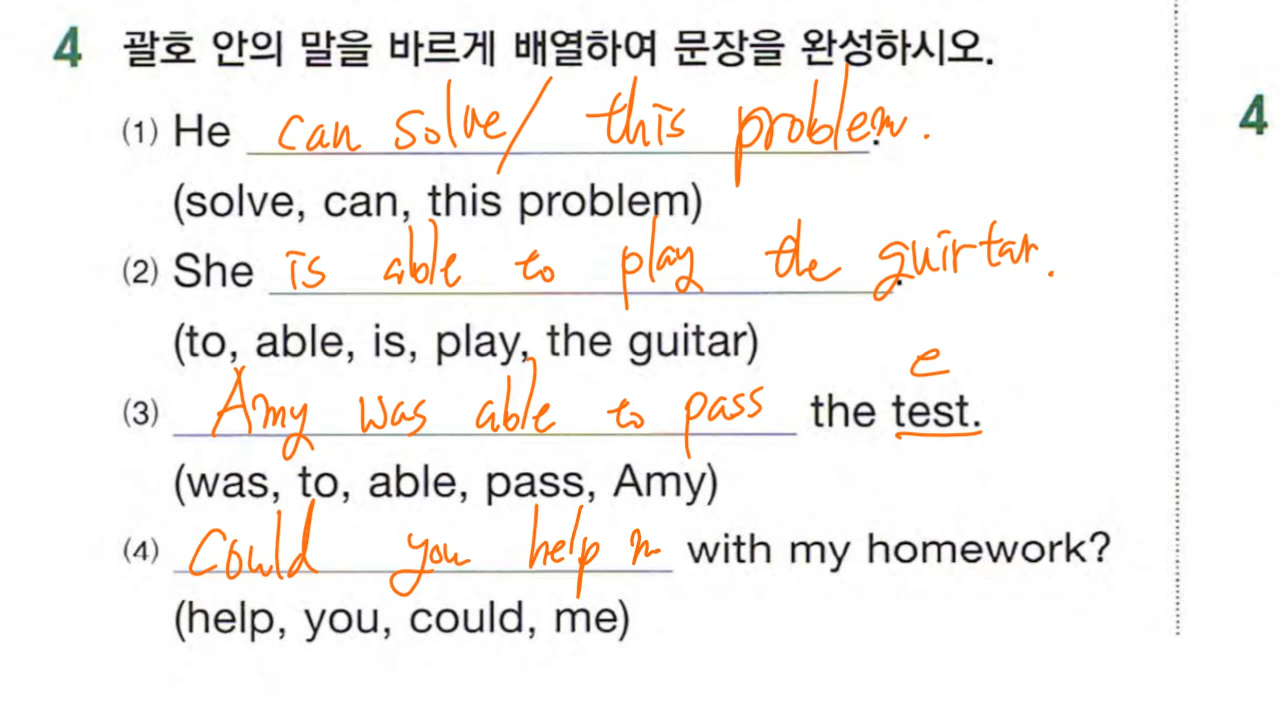 4 괄호 안의 말을 바르게 배열하여 문장을 완성하시오.
(1) He can solve/ this problem.
(solve, can, this problem)
4
(2) She is able to play the guirtar.
(to, able, is, play, the guitar)
e
(3) Amy was able to pass the test.
(was, to, able, pass, Amy)
(4) Could you help m with my homework?
(help, you, could, me)